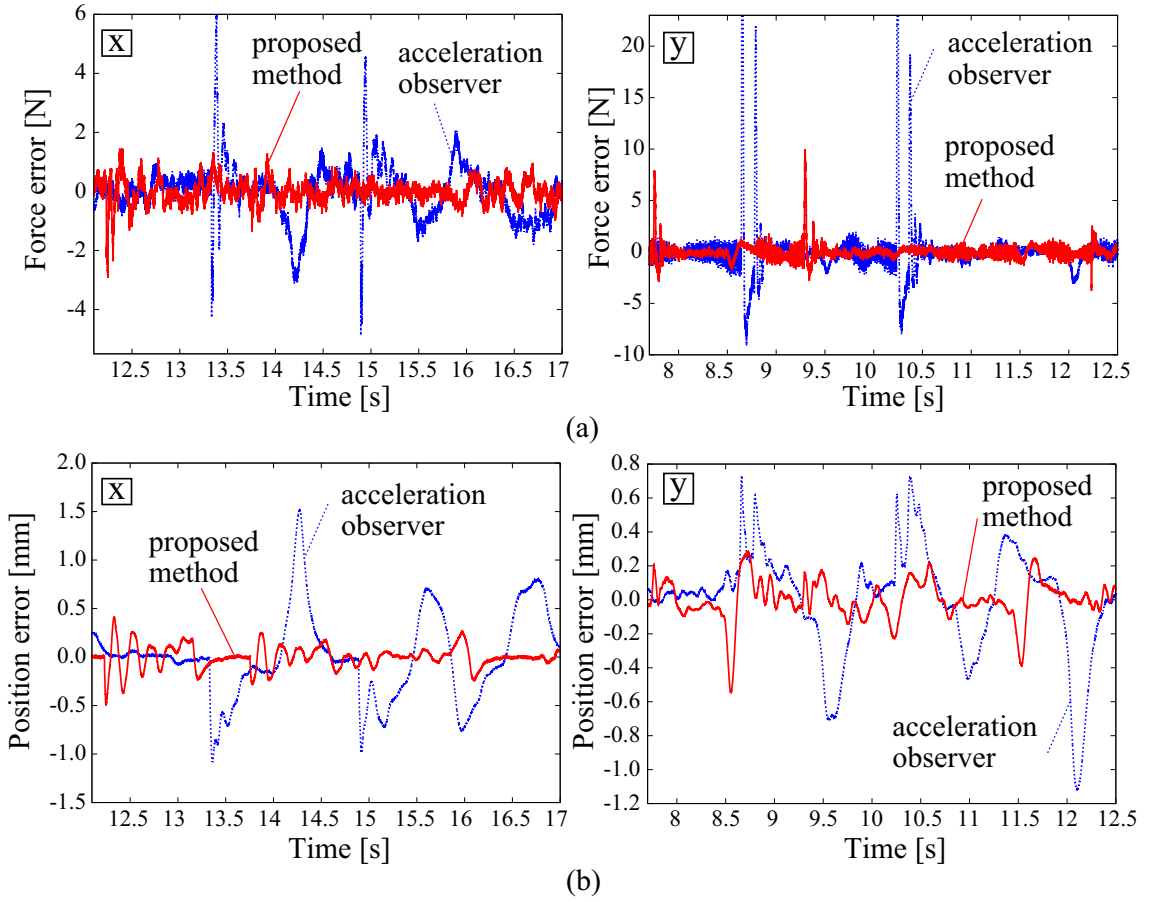 x
proposed
method
acceleration
observer
Force error [N]
6
4
2
0
-2
-4
12.5 13 13.5 14 14.5 15 15.5 16 16.5 17
Time [s]
y
acceleration
observer
proposed
method
Force error [N]
20
15
10
5
0
-5
-10
8 8.5 9 9.5 10 10.5 11 11.5 12 12.5
Time [s]
(a)
x
acceleration
observer
proposed
method
Position error [mm]
2.0
1.5
1.0
0.5
0.0
-0.5
-1.0
-1.5
12.5 13 13.5 14 14.5 15 15.5 16 16.5 17
Time [s]
y
proposed
method
acceleration
observer
Position error [mm]
0.8
0.6
0.4
0.2
0.0
-0.2
-0.4
-0.6
-0.8
-1.0
-1.2
8 8.5 9 9.5 10 10.5 11 11.5 12 12.5
Time [s]
(b)